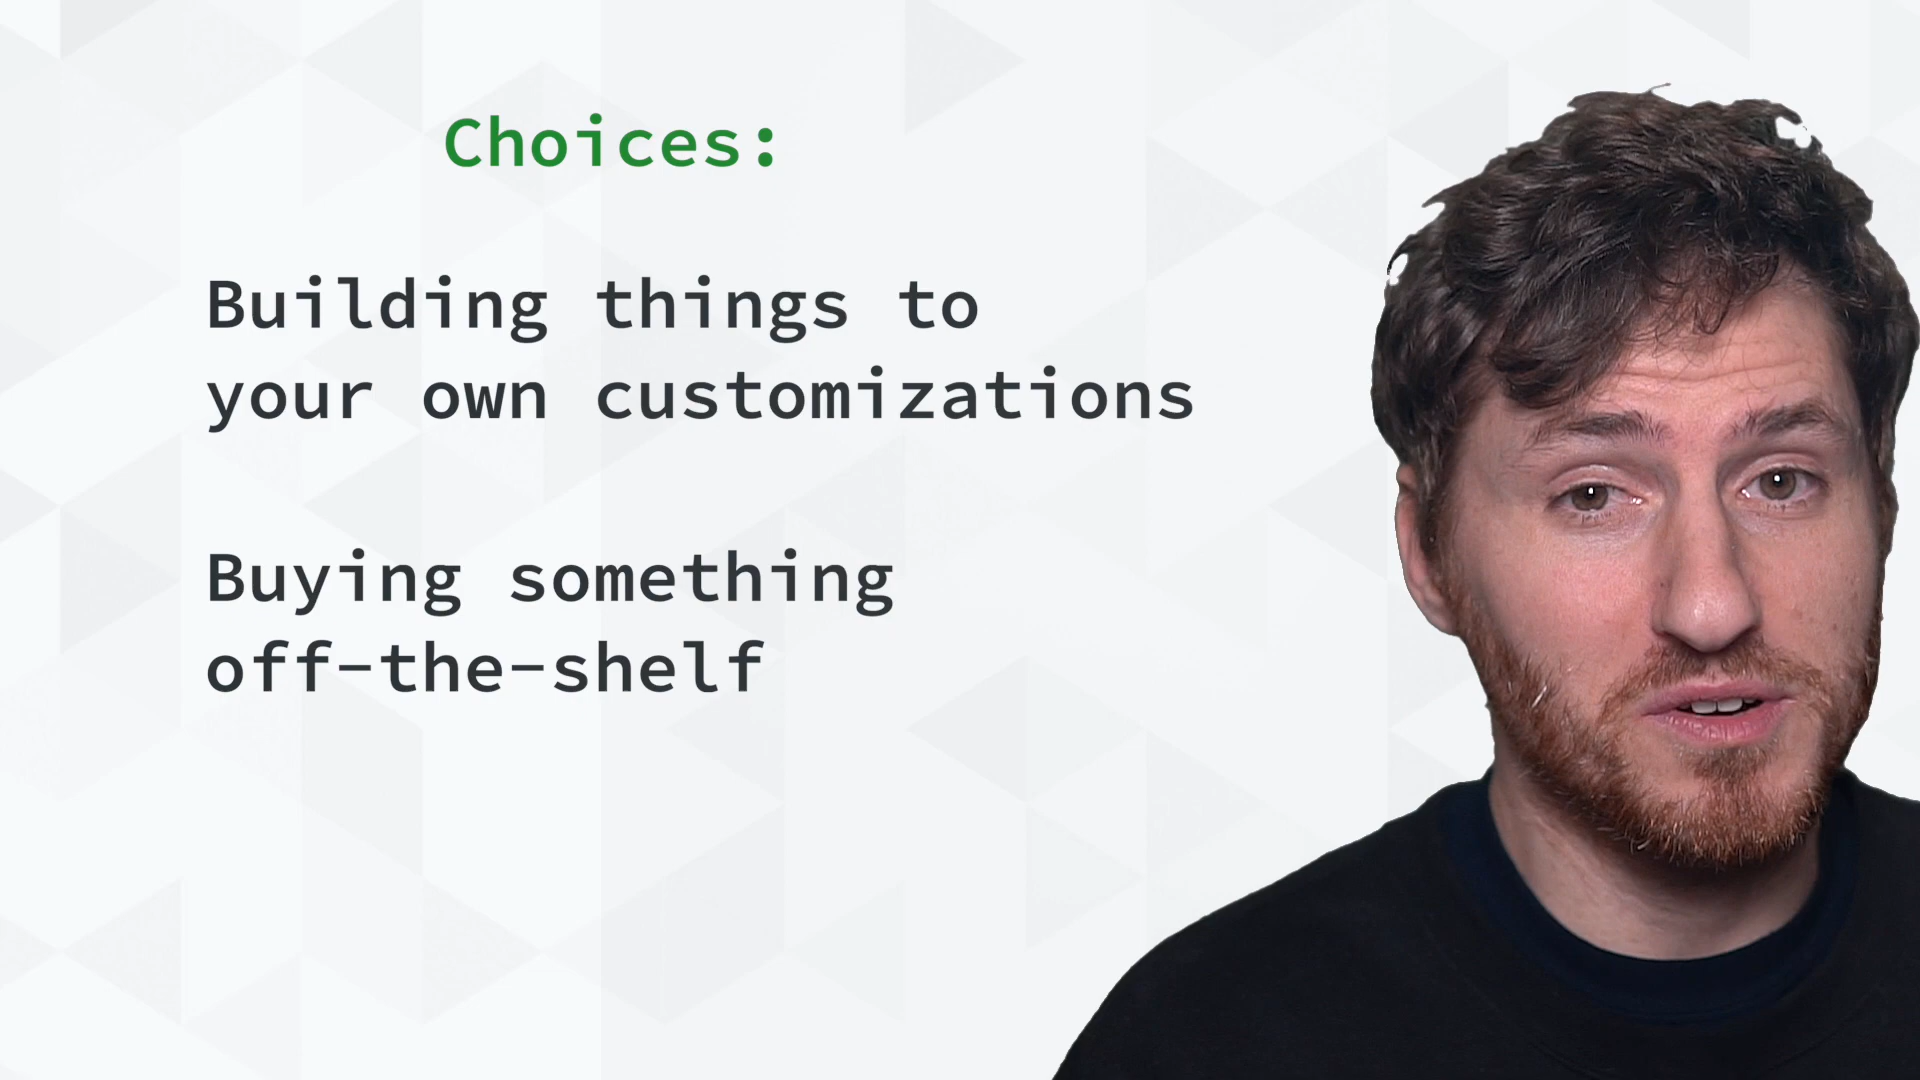 Choices:
Building things to
your own customizations
Buying something
off-the-shelf